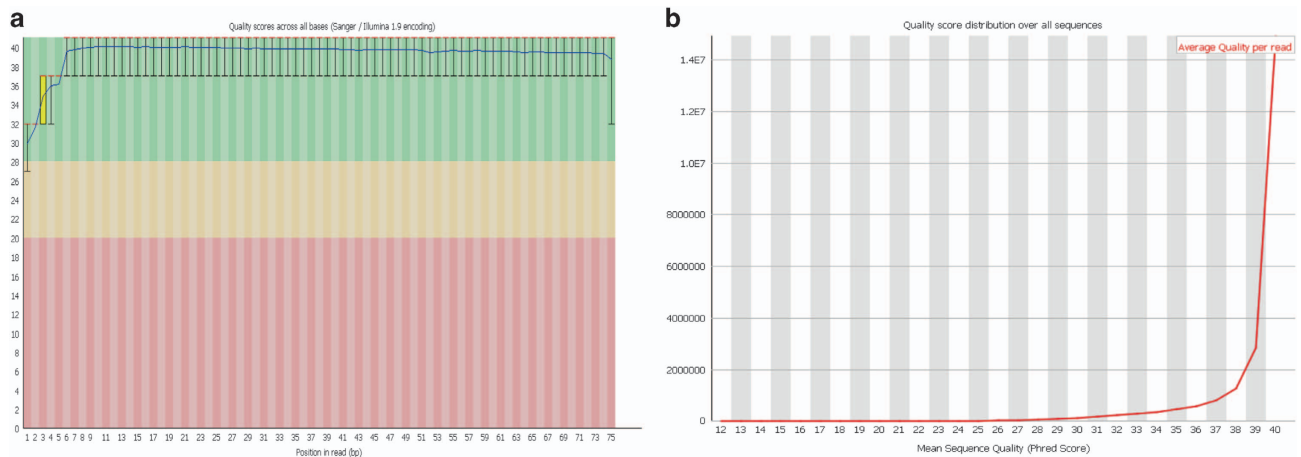 a
Quality scores across all bases (Sanger / Illumina 1.9 encoding)
40
38
36
34
32
30
28
26
24
22
20
18
16
14
12
10
8
6
4
2
0
1 2 3 4 5 6 7 8 9 11 13 15 17 19 21 23 25 27 29 31 33 35 37 39 41 43 45 47 49 51 53 55 57 59 61 63 65 67 69 71 73 75
Position in read (bp)
b
Quality score distribution over all sequences
Average Quality per read
1.4E7
1.2E7
1.0E7
8000000
6000000
4000000
2000000
0
12 13 14 15 16 17 18 19 20 21 22 23 24 25 26 27 28 29 30 31 32 33 34 35 36 37 38 39 40
Mean Sequence Quality (Phred Score)